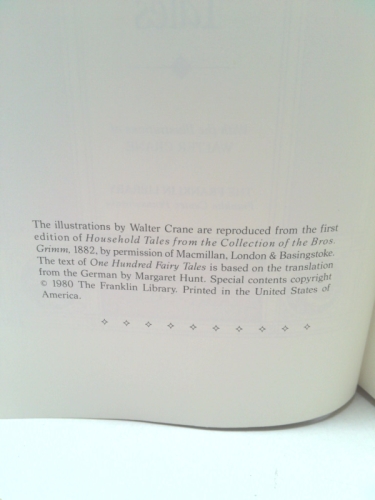 The illustrations by Walter Crane are reproduced from the first
edition of Household Tales from the Collection of the Bros.
Grimm, 1882, by permission of Macmillan, London & Basingstoke.
The text of One Hundred Fairy Tales is based on the translation
from the German by Margaret Hunt. Special contents copyright
© 1980 The Franklin Library. Printed in the United States of
America.